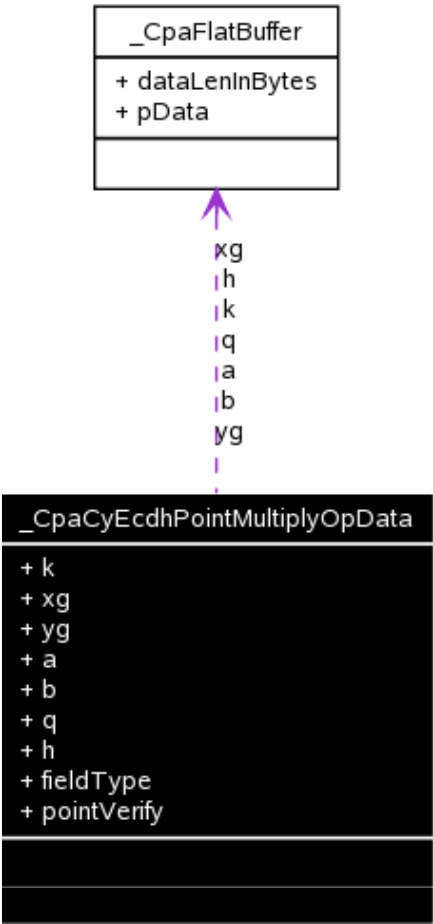 _CpaFlatBuffer
+ dataLenInBytes
+ pData
xg
h
k
q
a
b
yg
_CpaCyEcdhPointMultiplyOpData
+ k
+ xg
+ yg
+ a
+ b
+ q
+ h
+ fieldType
+ pointVerify